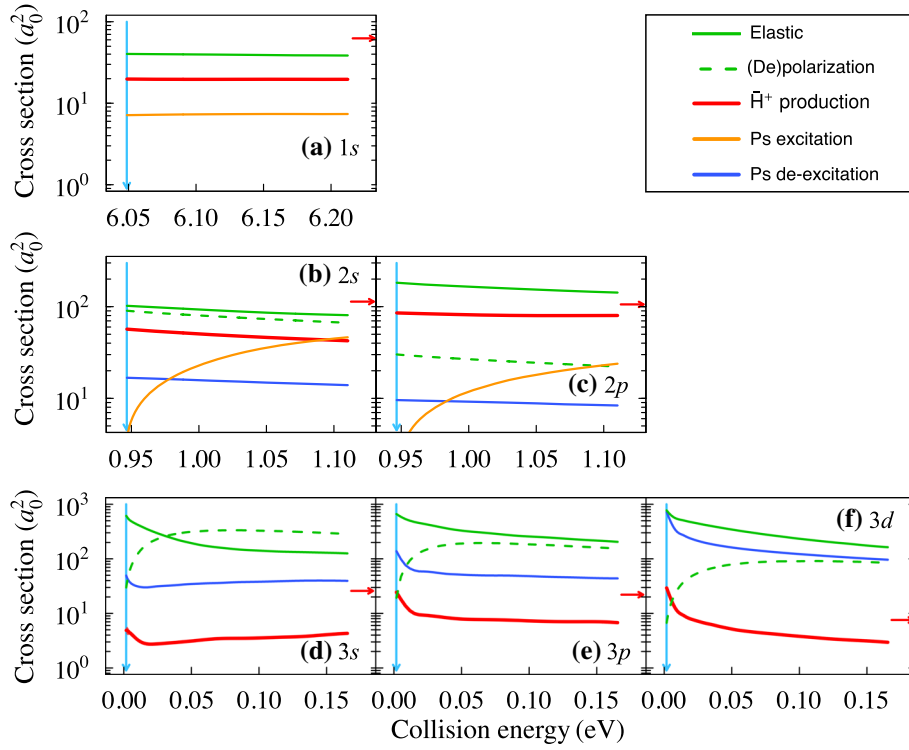 Cross section (a₀²)
10² 10¹ 10⁰
(a) 1s
6.05 6.10 6.15 6.20
Elastic
(De)polarization
H̄⁺ production
Ps excitation
Ps de-excitation
Cross section (a₀²)
10² 10¹
(b) 2s
(c) 2p
0.95 1.00 1.05 1.10 0.95 1.00 1.05 1.10
Cross section (a₀²)
10³ 10² 10¹ 10⁰
(d) 3s
(e) 3p
(f) 3d
0.00 0.05 0.10 0.15 0.00 0.05 0.10 0.15 0.00 0.05 0.10 0.15
Collision energy (eV)